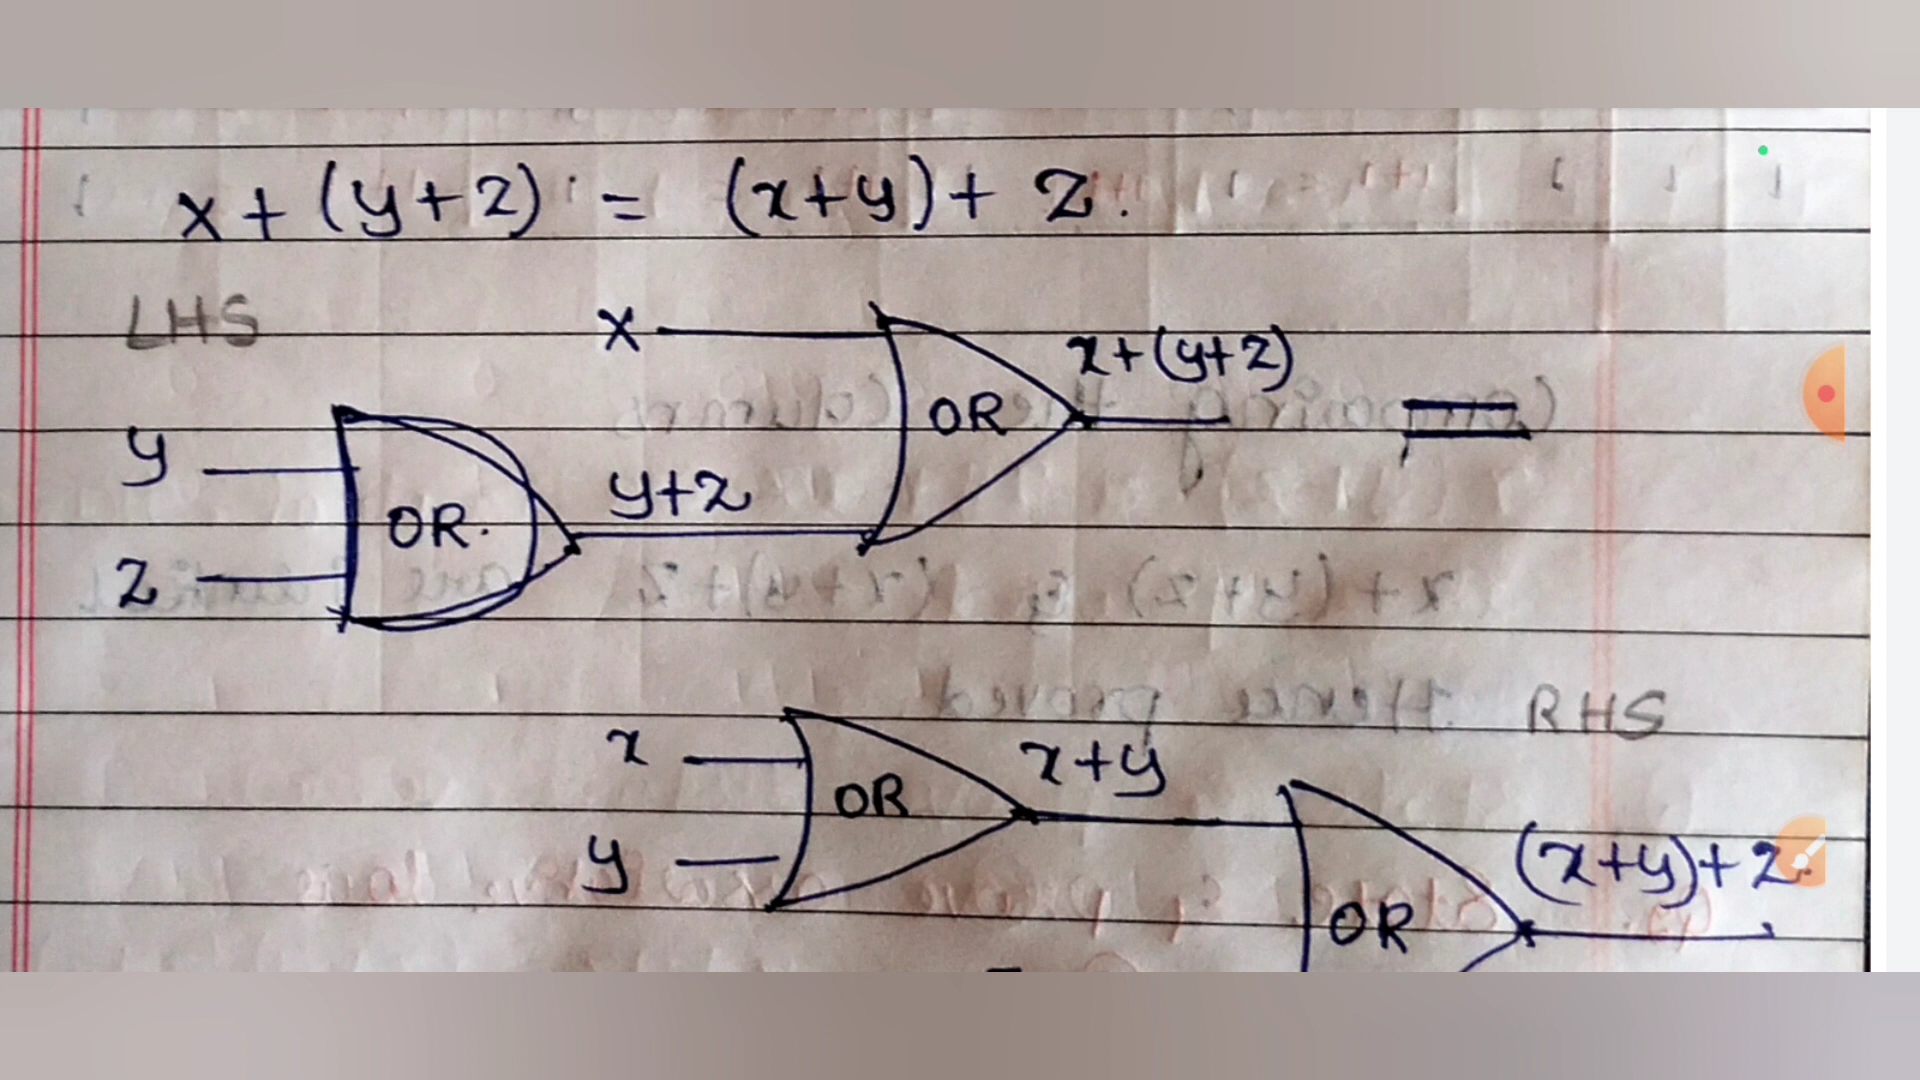 x + (y+z) = (x+y) + z.
LHS
x
x+(y+z)
OR
=
y
y+z
OR.
z
RHS
x
x+y
OR
y
(x+y)+z
OR